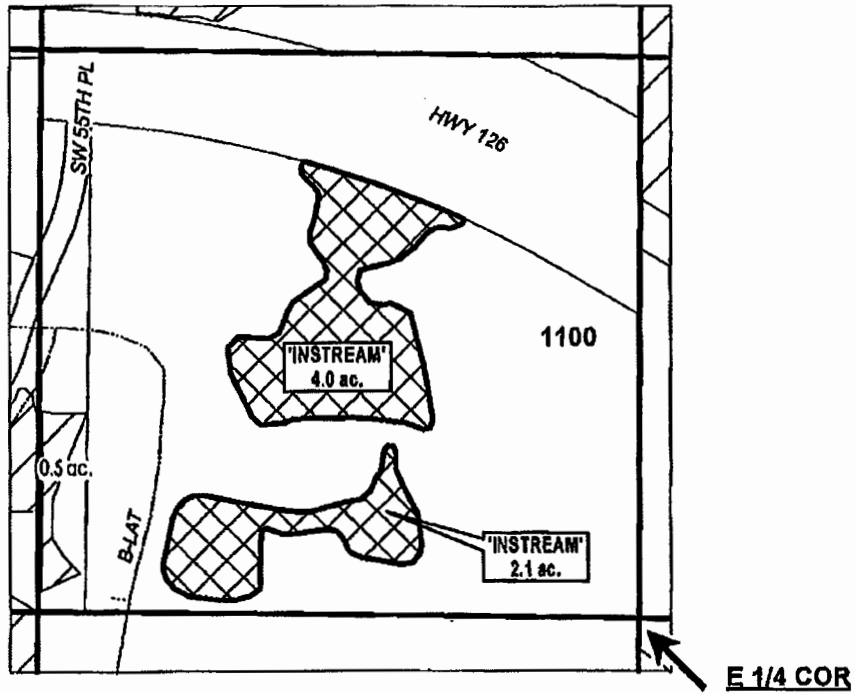 SW 55TH PL
HWY 126
1100
'INSTREAM'
4.0 ac.
0.5 ac.
B-LAT
'INSTREAM'
2.1 ac.
E 1/4 COR